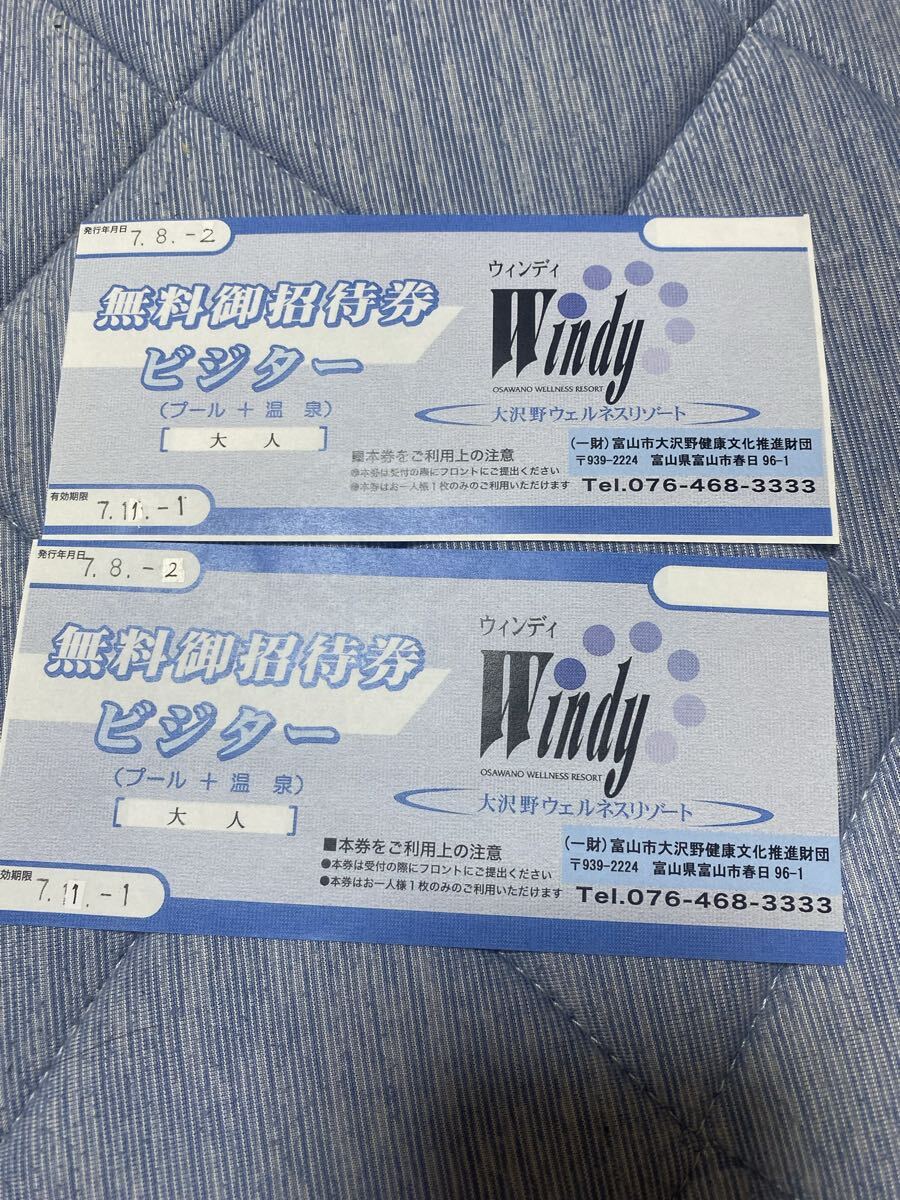 発行年月日 7. 8. -2
無料御招待券
ビジター
(プール + 温 泉)
大 人
有効期限
7. 11. -1
ウィンディ
Windy
OSAWANO WELLNESS RESORT
大沢野ウェルネスリゾート
■本券をご利用上の注意
●本券は受付の際にフロントにご提出ください
●本券はお一人様1枚のみのご利用いただけます
(一財)富山市大沢野健康文化推進財団
〒939-2224 富山県富山市春日 96-1
Tel.076-468-3333
発行年月日
7. 8. -2
無料御招待券
ビジター
(プール + 温 泉)
大 人
効期限
7. 11. -1
ウィンディ
Windy
OSAWANO WELLNESS RESORT
大沢野ウェルネスリゾート
■本券をご利用上の注意
●本券は受付の際にフロントにご提出ください
●本券はお一人様1枚のみのご利用いただけます
(一財)富山市大沢野健康文化推進財団
〒939-2224 富山県富山市春日 96-1
Tel.076-468-3333